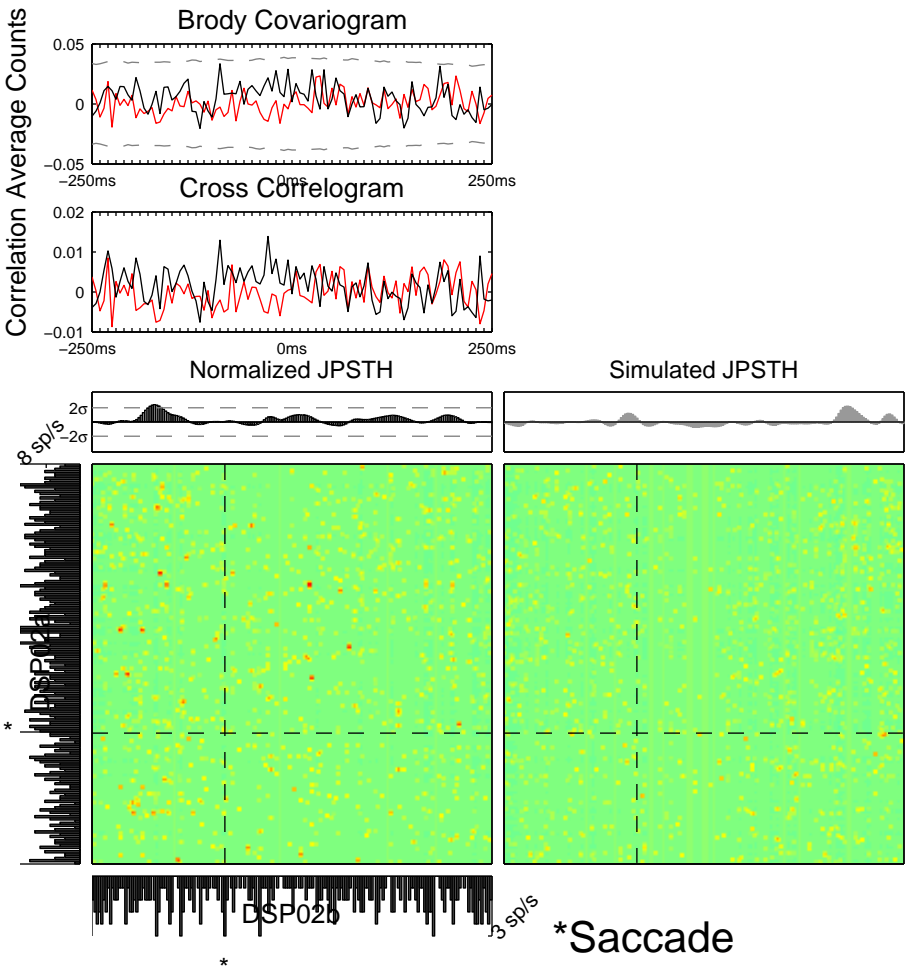 Brody Covariogram
Correlation Average Counts
0.05
0
−0.05
−250ms
0ms
250ms
Cross Correlogram
0.02
0.01
0
−0.01
−250ms
0ms
250ms
Normalized JPSTH
Simulated JPSTH
2σ
−2σ
8 sp/s
DSP02a
*
DSP02b
3 sp/s
*
*Saccade